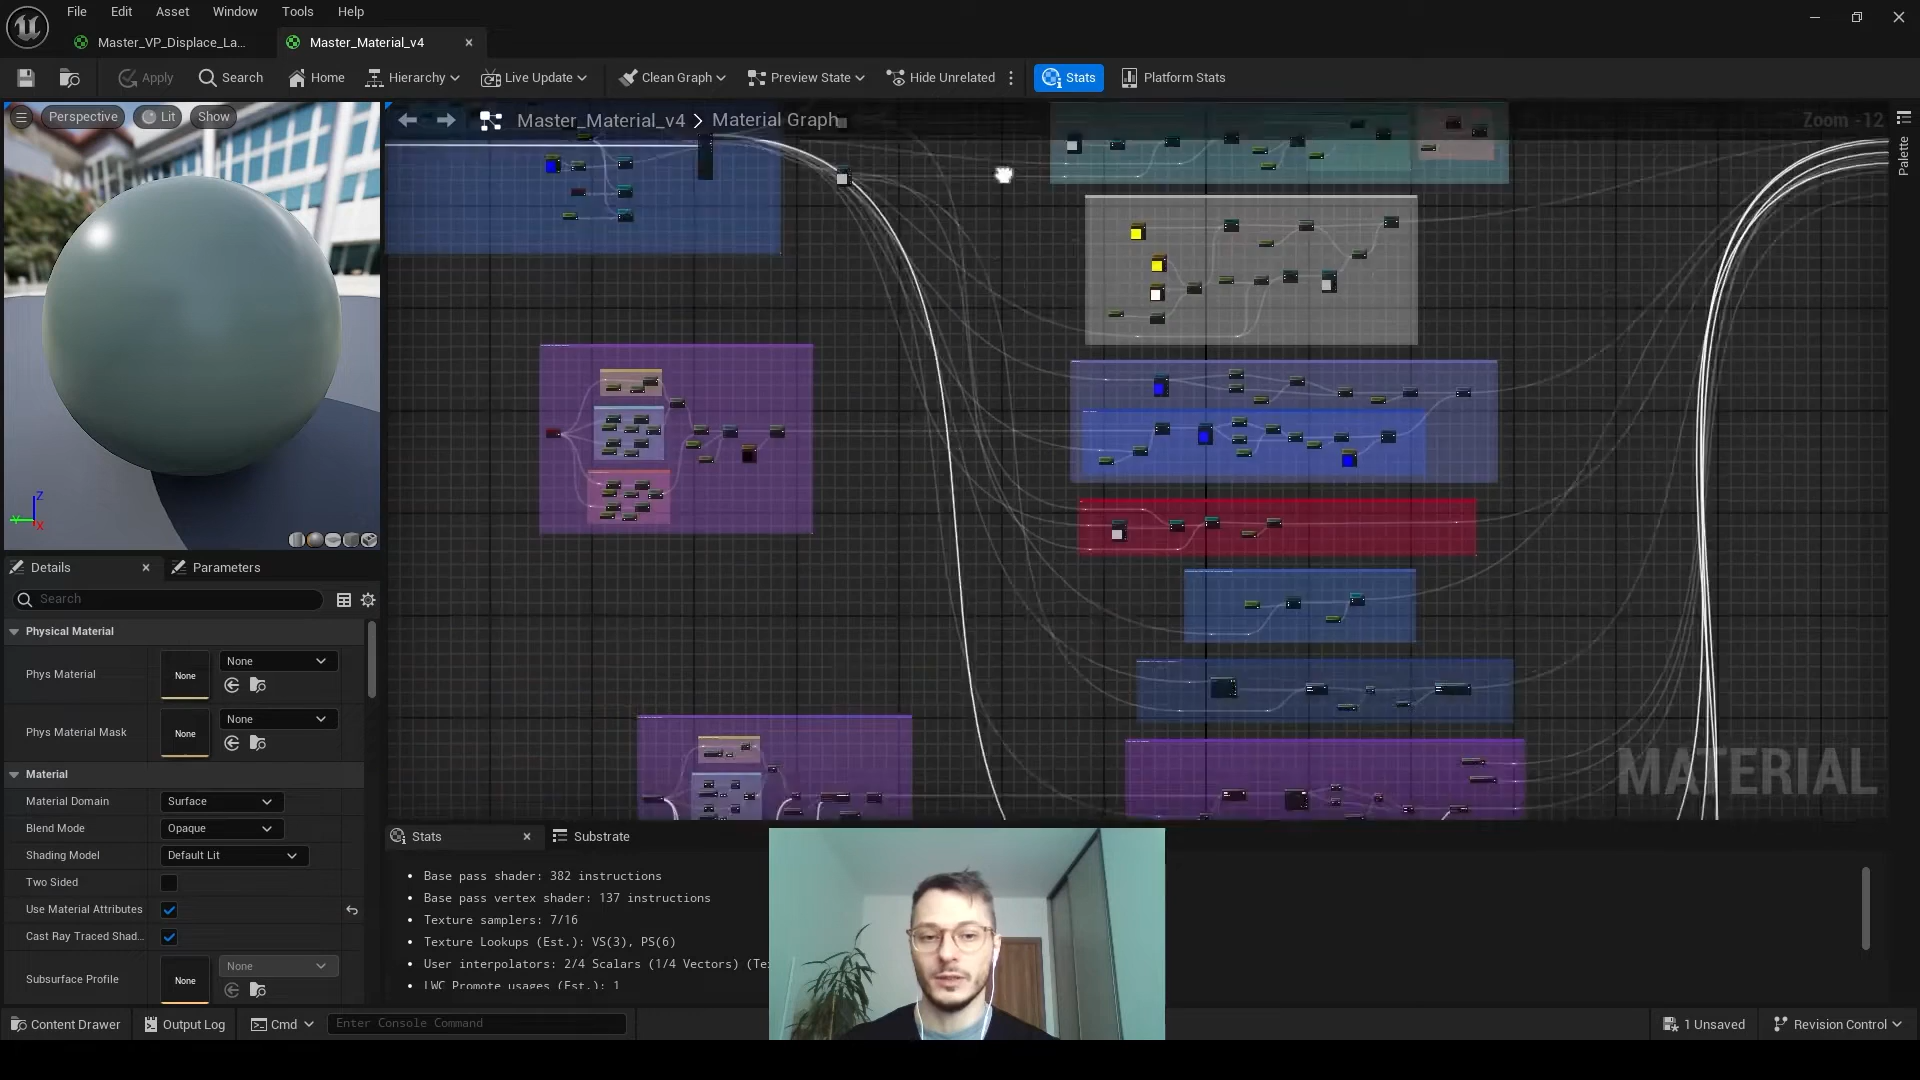 File Edit Asset Window Tools Help
Master_VP_Displace_La...
Master_Material_v4
Apply
Search
Home
Hierarchy
Live Update
Clean Graph
Preview State
Hide Unrelated
Stats
Platform Stats
Perspective
Lit
Show
Master_Material_v4 > Material Graph
Zoom -12
Palette
MATERIAL
Z
Y
X
Details
Parameters
Search
Physical Material
Phys Material
None
None
Phys Material Mask
None
None
Material
Material Domain
Surface
Blend Mode
Opaque
Shading Model
Default Lit
Two Sided
Use Material Attributes
Cast Ray Traced Shad...
Subsurface Profile
None
None
Stats
Substrate
Base pass shader: 382 instructions
Base pass vertex shader: 137 instructions
Texture samplers: 7/16
Texture Lookups (Est.): VS(3), PS(6)
User interpolators: 2/4 Scalars (1/4 Vectors) (Te
LWC Promote usages (Est.): 1
Content Drawer
Output Log
Cmd
Enter Console Command
1 Unsaved
Revision Control